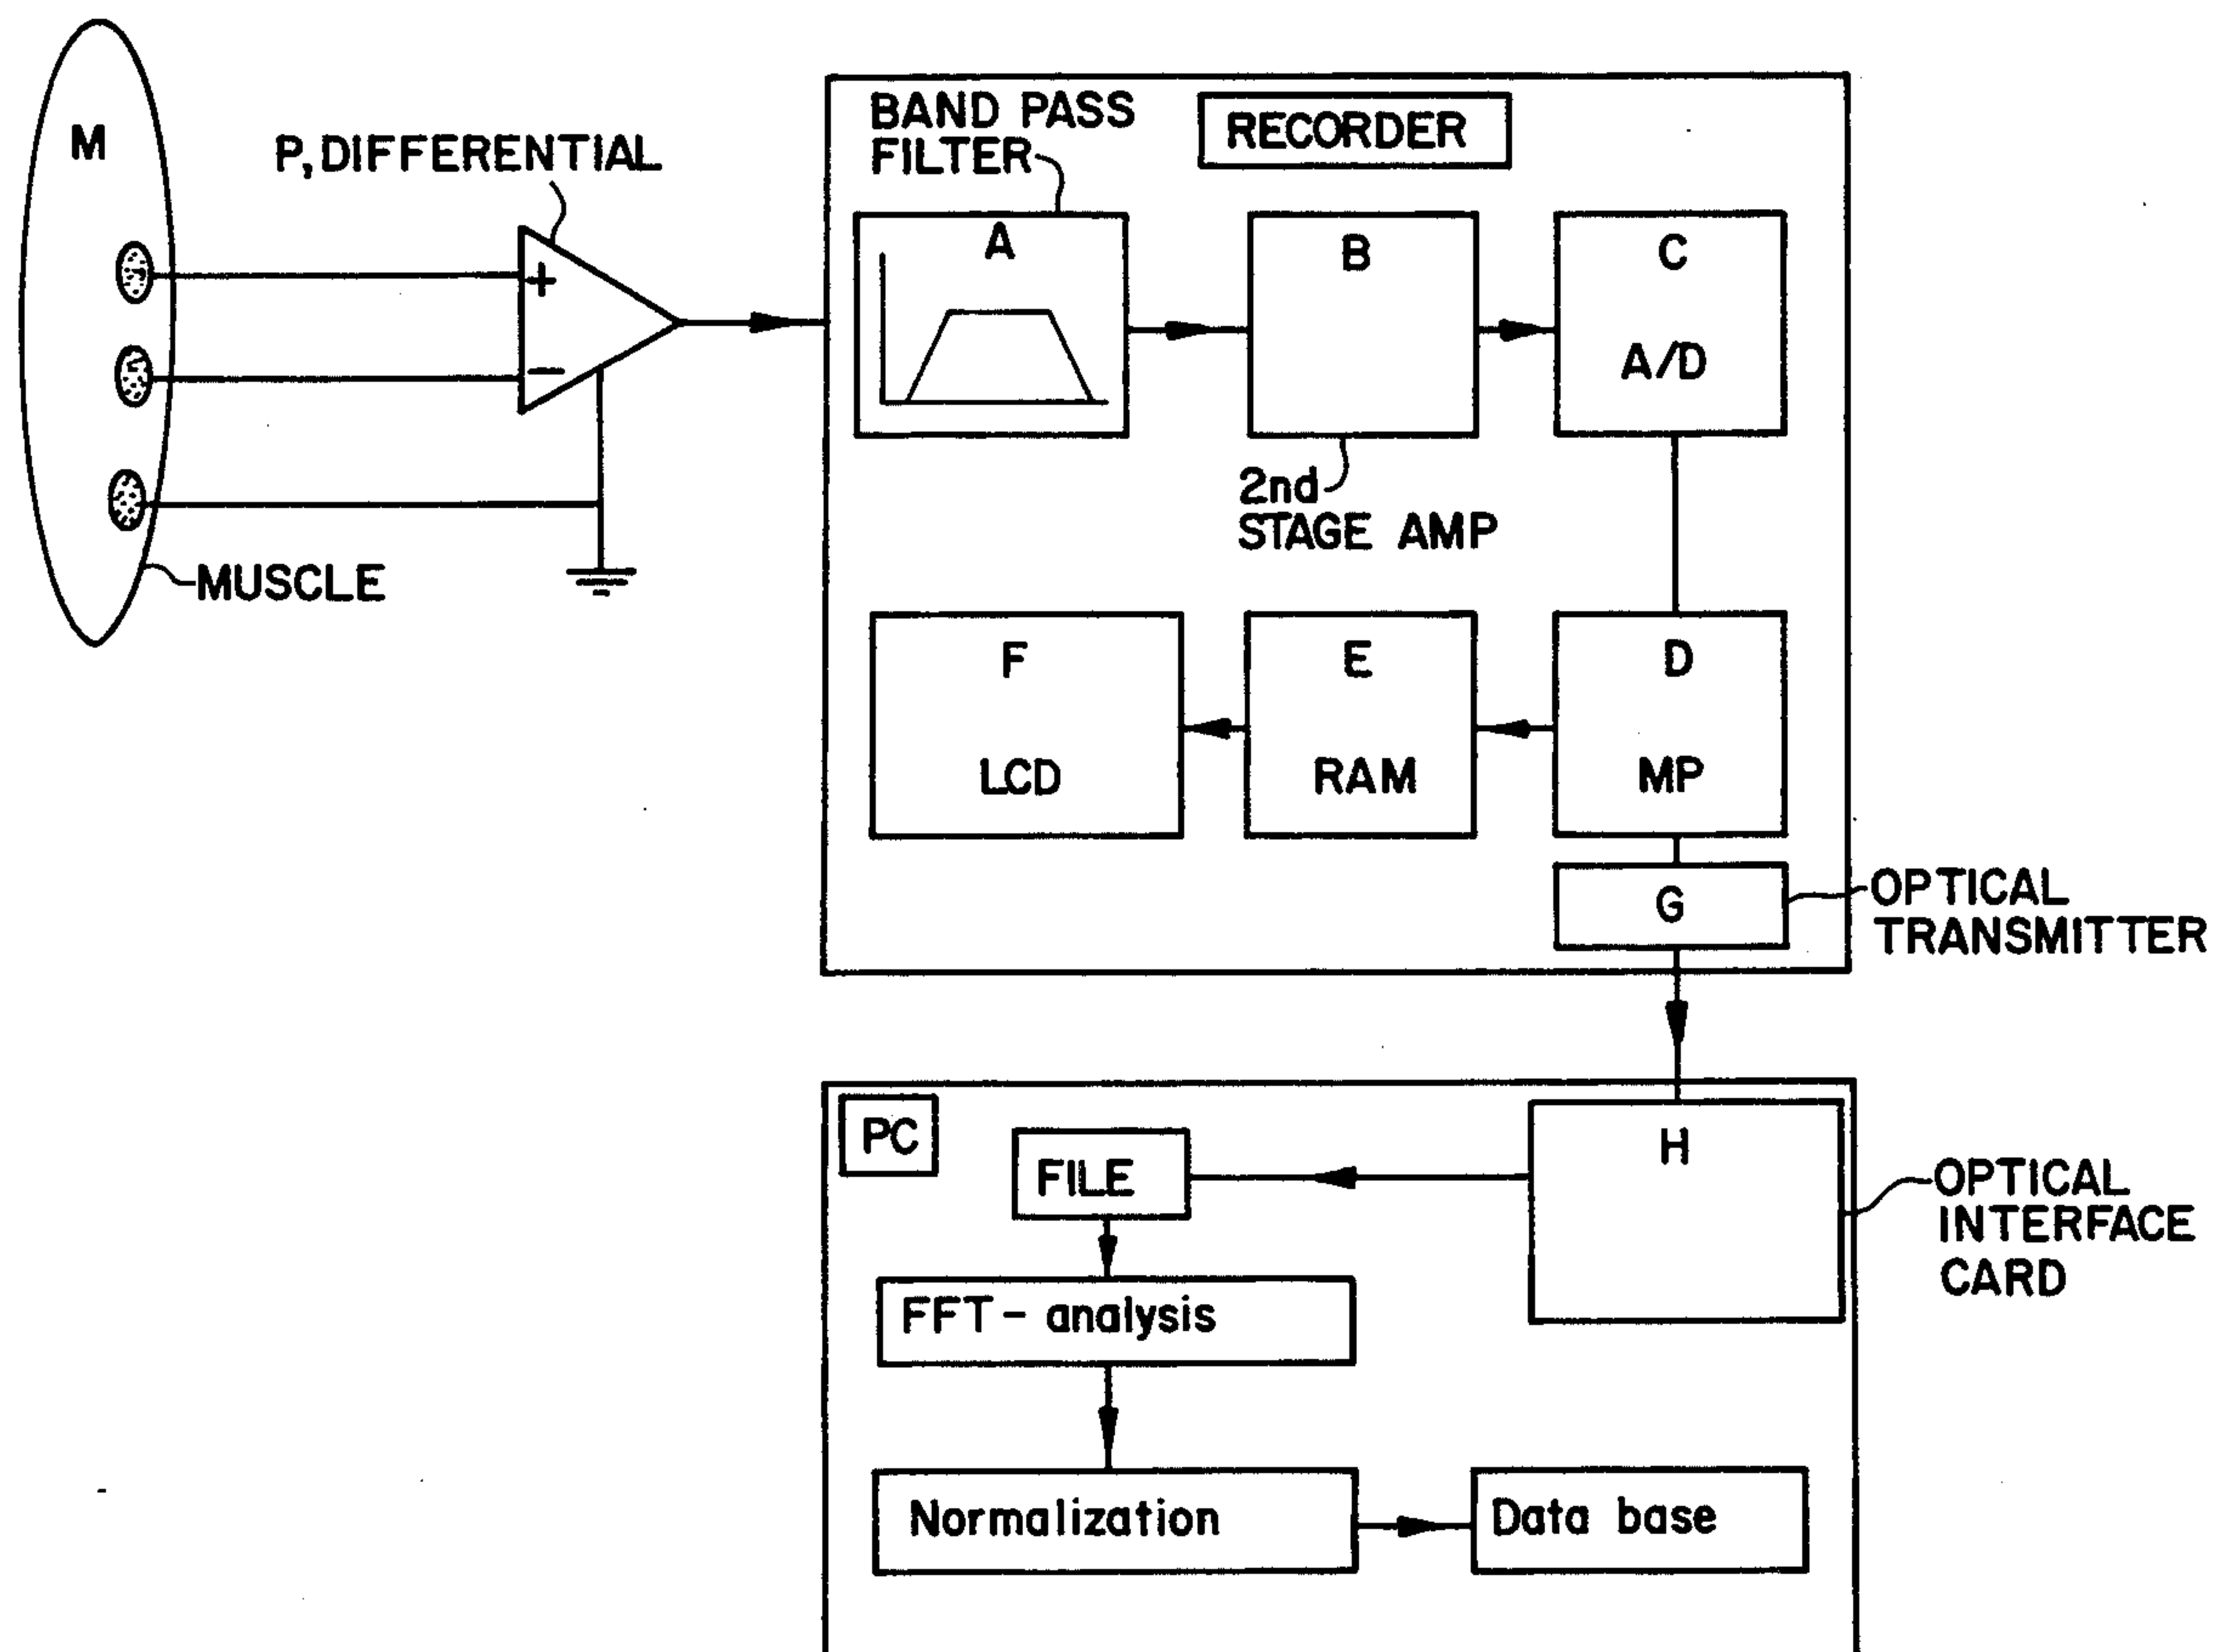 M
P, DIFFERENTIAL
+
−
MUSCLE
BAND PASS
FILTER
RECORDER
A
B
C
A/D
2nd
STAGE AMP
F
LCD
E
RAM
D
MP
G
OPTICAL
TRANSMITTER
PC
FILE
H
OPTICAL
INTERFACE
CARD
FFT - analysis
Normalization
Data base